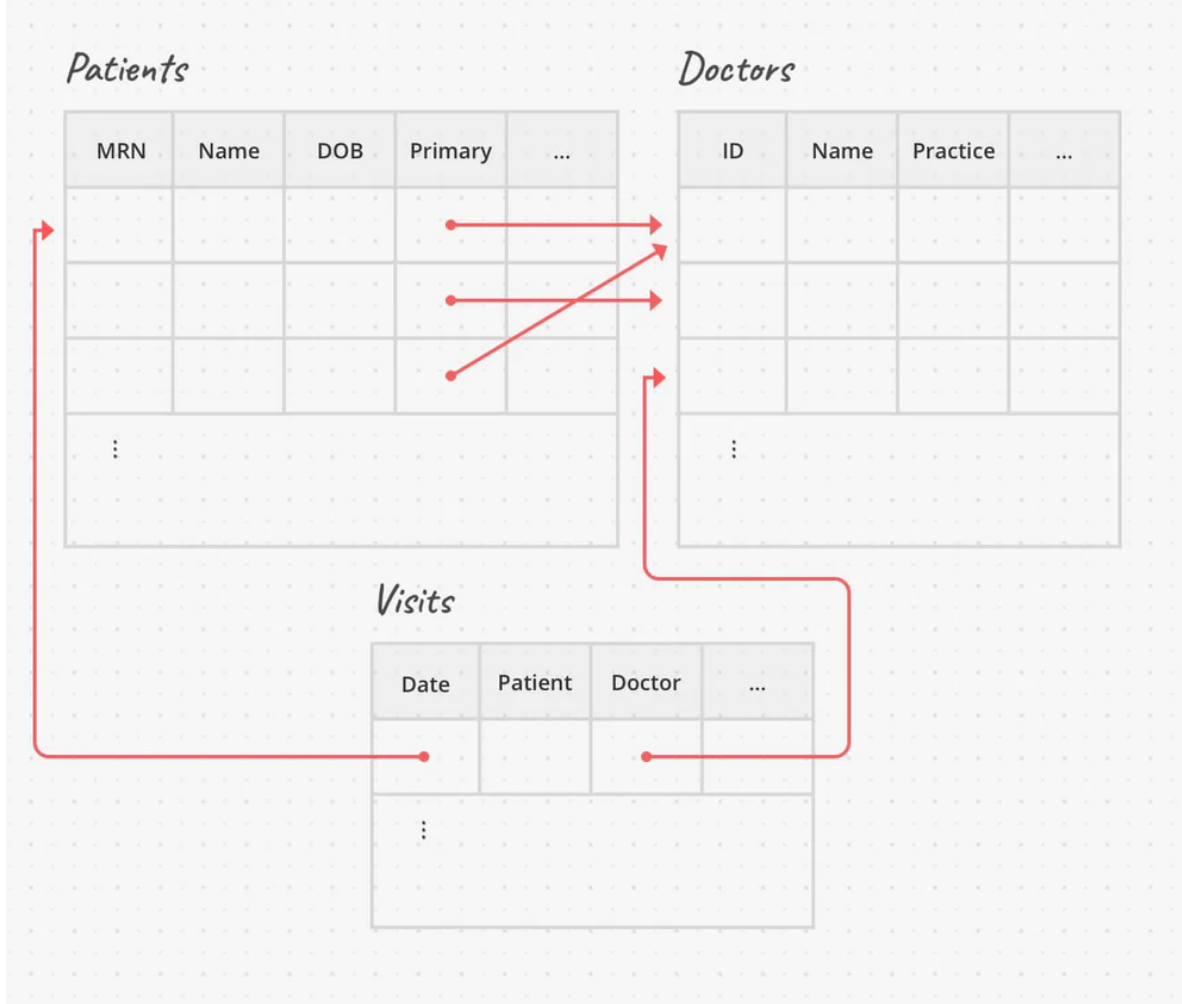 Patients
MRN Name DOB Primary ...
⋮
Doctors
ID Name Practice ...
⋮
Visits
Date Patient Doctor ...
⋮